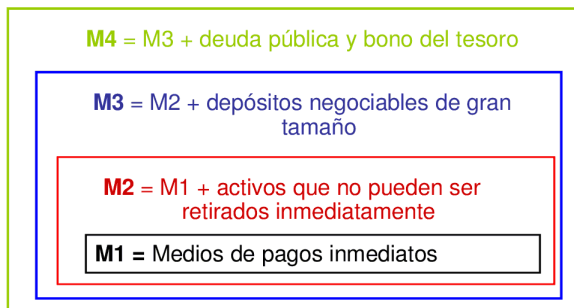 M4 = M3 + deuda pública y bono del tesoro
M3 = M2 + depósitos negociables de gran
tamaño
M2 = M1 + activos que no pueden ser
retirados inmediatamente
M1 = Medios de pagos inmediatos